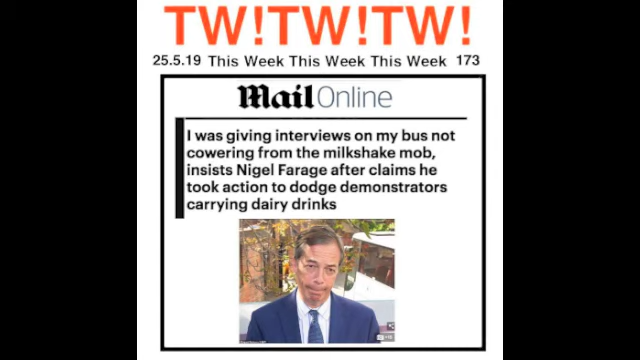 TW!TW!TW!
25.5.19 This Week This Week This Week 173
Mail Online
I was giving interviews on my bus not
cowering from the milkshake mob,
insists Nigel Farage after claims he
took action to dodge demonstrators
carrying dairy drinks